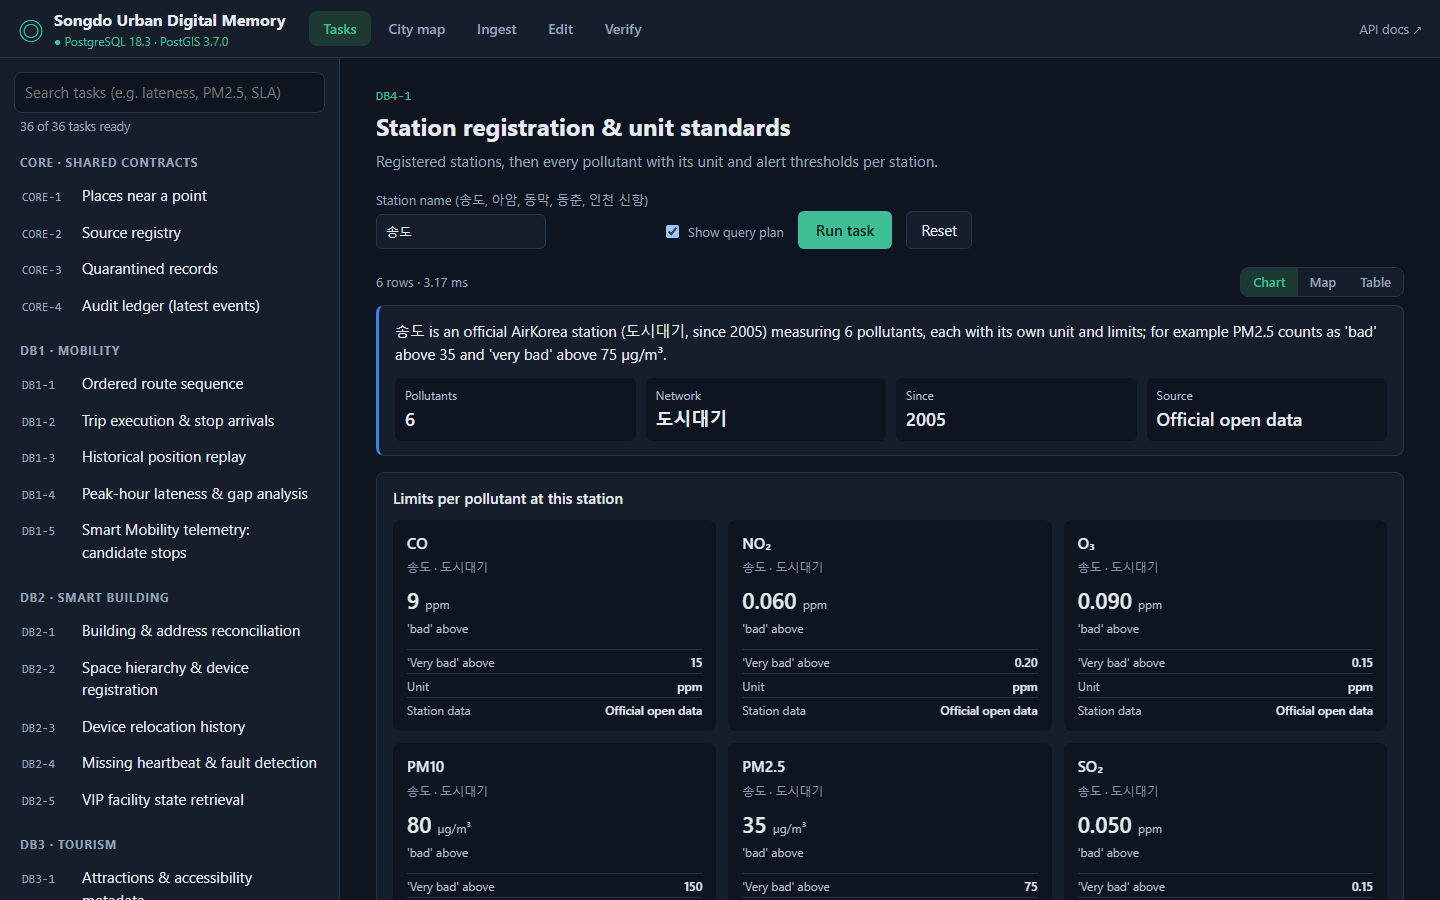 Songdo Urban Digital Memory
● PostgreSQL 18.3 · PostGIS 3.7.0
Tasks
City map
Ingest
Edit
Verify
API docs ↗
Search tasks (e.g. lateness, PM2.5, SLA)
36 of 36 tasks ready
CORE · SHARED CONTRACTS
CORE-1 Places near a point
CORE-2 Source registry
CORE-3 Quarantined records
CORE-4 Audit ledger (latest events)
DB1 · MOBILITY
DB1-1 Ordered route sequence
DB1-2 Trip execution & stop arrivals
DB1-3 Historical position replay
DB1-4 Peak-hour lateness & gap analysis
DB1-5 Smart Mobility telemetry:
candidate stops
DB2 · SMART BUILDING
DB2-1 Building & address reconciliation
DB2-2 Space hierarchy & device
registration
DB2-3 Device relocation history
DB2-4 Missing heartbeat & fault detection
DB2-5 VIP facility state retrieval
DB3 · TOURISM
DB3-1 Attractions & accessibility
metadata
DB4-1
Station registration & unit standards
Registered stations, then every pollutant with its unit and alert thresholds per station.
Station name (송도, 아암, 동막, 동춘, 인천 신항)
송도
Show query plan
Run task
Reset
6 rows · 3.17 ms
Chart
Map
Table
송도 is an official AirKorea station (도시대기, since 2005) measuring 6 pollutants, each with its own unit and limits; for example PM2.5 counts as 'bad'
above 35 and 'very bad' above 75 µg/m³.
Pollutants
6
Network
도시대기
Since
2005
Source
Official open data
Limits per pollutant at this station
CO
송도 · 도시대기
9 ppm
'bad' above
'Very bad' above 15
Unit ppm
Station data Official open data
NO₂
송도 · 도시대기
0.060 ppm
'bad' above
'Very bad' above 0.20
Unit ppm
Station data Official open data
O₃
송도 · 도시대기
0.090 ppm
'bad' above
'Very bad' above 0.15
Unit ppm
Station data Official open data
PM10
송도 · 도시대기
80 µg/m³
'bad' above
'Very bad' above 150
PM2.5
송도 · 도시대기
35 µg/m³
'bad' above
'Very bad' above 75
SO₂
송도 · 도시대기
0.050 ppm
'bad' above
'Very bad' above 0.15